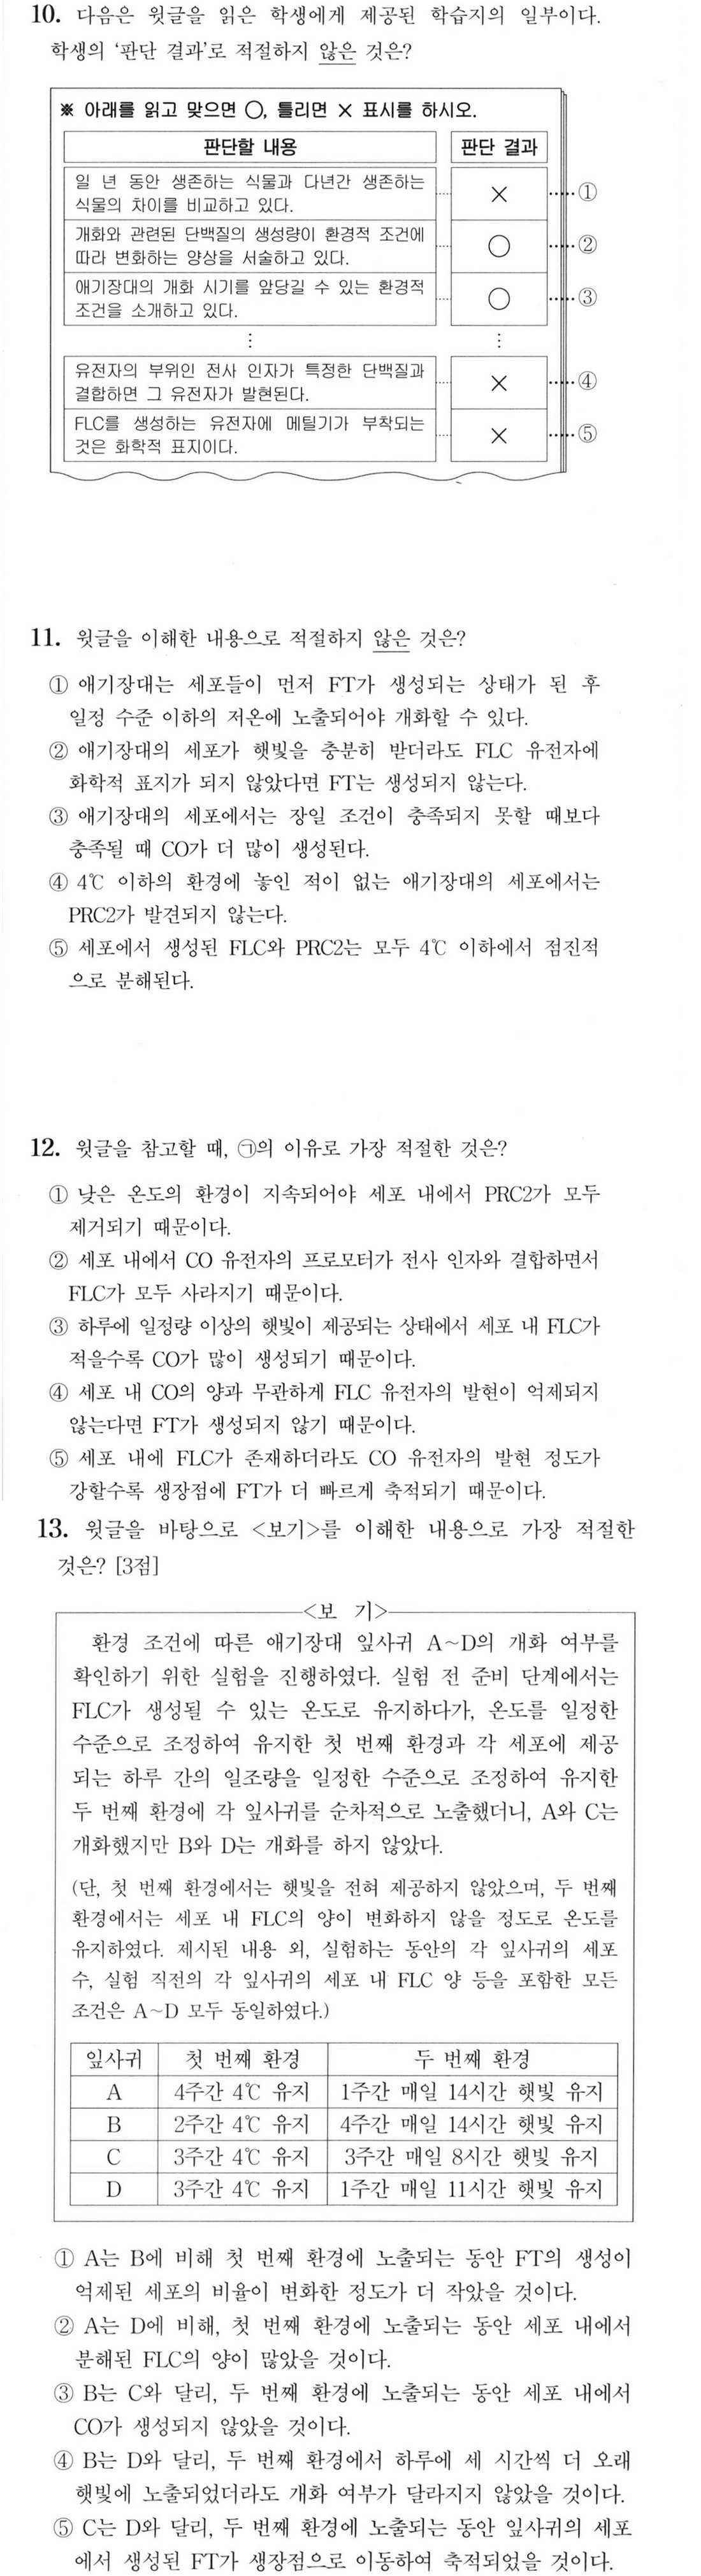 10. 다음은 윗글을 읽은 학생에게 제공된 학습지의 일부이다.
학생의 ‘판단 결과’로 적절하지 않은 것은?
※ 아래를 읽고 맞으면 ○, 틀리면 × 표시를 하시오.
판단할 내용 판단 결과
일 년 동안 생존하는 식물과 다년간 생존하는
식물의 차이를 비교하고 있다. × ①
개화와 관련된 단백질의 생성량이 환경적 조건에
따라 변화하는 양상을 서술하고 있다. ○ ②
애기장대의 개화 시기를 앞당길 수 있는 환경적
조건을 소개하고 있다. ○ ③
⋮ ⋮
유전자의 부위인 전사 인자가 특정한 단백질과
결합하면 그 유전자가 발현된다. × ④
FLC를 생성하는 유전자에 메틸기가 부착되는
것은 화학적 표지이다. × ⑤
11. 윗글을 이해한 내용으로 적절하지 않은 것은?
① 애기장대는 세포들이 먼저 FT가 생성되는 상태가 된 후
일정 수준 이하의 저온에 노출되어야 개화할 수 있다.
② 애기장대의 세포가 햇빛을 충분히 받더라도 FLC 유전자에
화학적 표지가 되지 않았다면 FT는 생성되지 않는다.
③ 애기장대의 세포에서는 장일 조건이 충족되지 못할 때보다
충족될 때 CO가 더 많이 생성된다.
④ 4℃ 이하의 환경에 놓인 적이 없는 애기장대의 세포에서는
PRC2가 발견되지 않는다.
⑤ 세포에서 생성된 FLC와 PRC2는 모두 4℃ 이하에서 점진적
으로 분해된다.
12. 윗글을 참고할 때, ㉠의 이유로 가장 적절한 것은?
① 낮은 온도의 환경이 지속되어야 세포 내에서 PRC2가 모두
제거되기 때문이다.
② 세포 내에서 CO 유전자의 프로모터가 전사 인자와 결합하면서
FLC가 모두 사라지기 때문이다.
③ 하루에 일정량 이상의 햇빛이 제공되는 상태에서 세포 내 FLC가
적을수록 CO가 많이 생성되기 때문이다.
④ 세포 내 CO의 양과 무관하게 FLC 유전자의 발현이 억제되지
않는다면 FT가 생성되지 않기 때문이다.
⑤ 세포 내에 FLC가 존재하더라도 CO 유전자의 발현 정도가
강할수록 생장점에 FT가 더 빠르게 축적되기 때문이다.
13. 윗글을 바탕으로 <보기>를 이해한 내용으로 가장 적절한
것은? [3점]
<보 기>
환경 조건에 따른 애기장대 잎사귀 A~D의 개화 여부를
확인하기 위한 실험을 진행하였다. 실험 전 준비 단계에서는
FLC가 생성될 수 있는 온도로 유지하다가, 온도를 일정한
수준으로 조정하여 유지한 첫 번째 환경과 각 세포에 제공
되는 하루 간의 일조량을 일정한 수준으로 조정하여 유지한
두 번째 환경에 각 잎사귀를 순차적으로 노출했더니, A와 C는
개화했지만 B와 D는 개화를 하지 않았다.
(단, 첫 번째 환경에서는 햇빛을 전혀 제공하지 않았으며, 두 번째
환경에서는 세포 내 FLC의 양이 변화하지 않을 정도로 온도를
유지하였다. 제시된 내용 외, 실험하는 동안의 각 잎사귀의 세포
수, 실험 직전의 각 잎사귀의 세포 내 FLC 양 등을 포함한 모든
조건은 A~D 모두 동일하였다.)
잎사귀 첫 번째 환경 두 번째 환경
A 4주간 4℃ 유지 1주간 매일 14시간 햇빛 유지
B 2주간 4℃ 유지 4주간 매일 14시간 햇빛 유지
C 3주간 4℃ 유지 3주간 매일 8시간 햇빛 유지
D 3주간 4℃ 유지 1주간 매일 11시간 햇빛 유지
① A는 B에 비해 첫 번째 환경에 노출되는 동안 FT의 생성이
억제된 세포의 비율이 변화한 정도가 더 작았을 것이다.
② A는 D에 비해, 첫 번째 환경에 노출되는 동안 세포 내에서
분해된 FLC의 양이 많았을 것이다.
③ B는 C와 달리, 두 번째 환경에 노출되는 동안 세포 내에서
CO가 생성되지 않았을 것이다.
④ B는 D와 달리, 두 번째 환경에서 하루에 세 시간씩 더 오래
햇빛에 노출되었더라도 개화 여부가 달라지지 않았을 것이다.
⑤ C는 D와 달리, 두 번째 환경에 노출되는 동안 잎사귀의 세포
에서 생성된 FT가 생장점으로 이동하여 축적되었을 것이다.